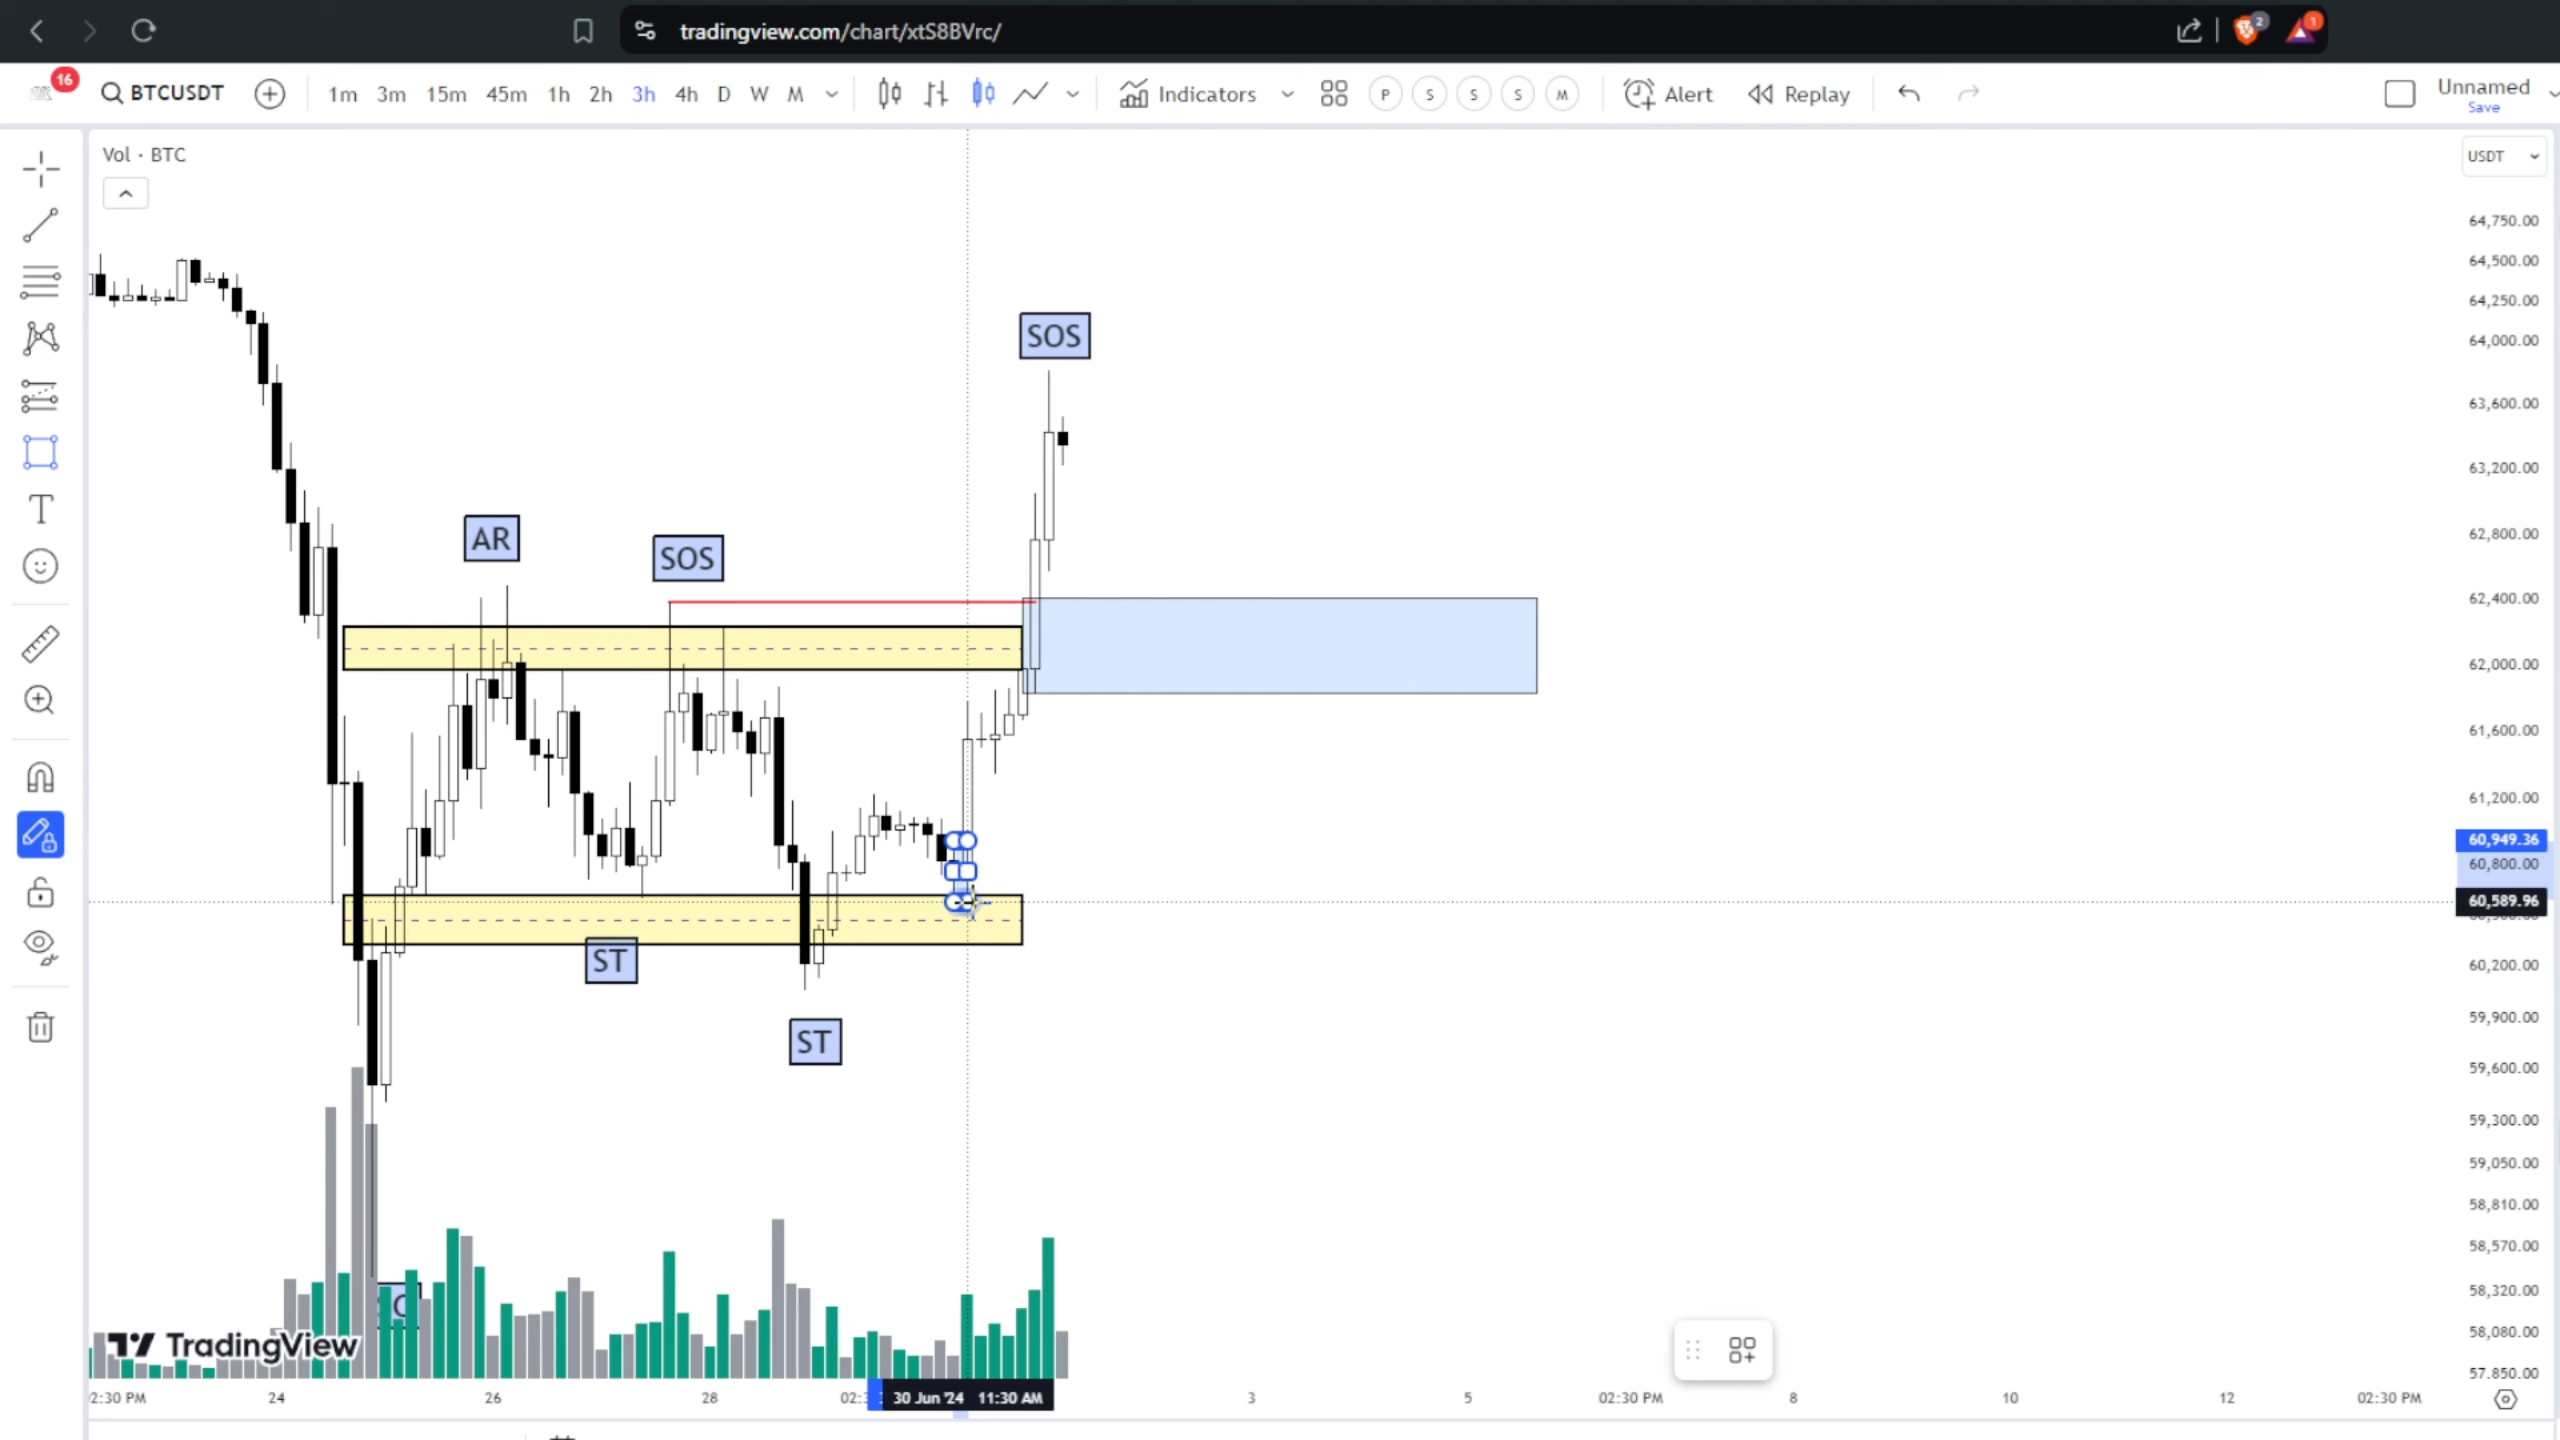 tradingview.com/chart/xtS8BVrc/
2
1
16
BTCUSDT
1m 3m 15m 45m 1h 2h 3h 4h D W M
Indicators
P S S S M
Alert
Replay
Unnamed
Save
Vol · BTC
USDT
64,750.00
64,500.00
64,250.00
64,000.00
63,600.00
63,200.00
62,800.00
62,400.00
62,000.00
61,600.00
61,200.00
60,949.36
60,800.00
60,589.96
60,200.00
59,900.00
59,600.00
59,300.00
59,050.00
58,810.00
58,570.00
58,320.00
58,080.00
57,850.00
SOS
AR
SOS
ST
ST
TradingView
2:30 PM 24 26 28 02:3 30 Jun '24 11:30 AM 3 5 02:30 PM 8 10 12 02:30 PM